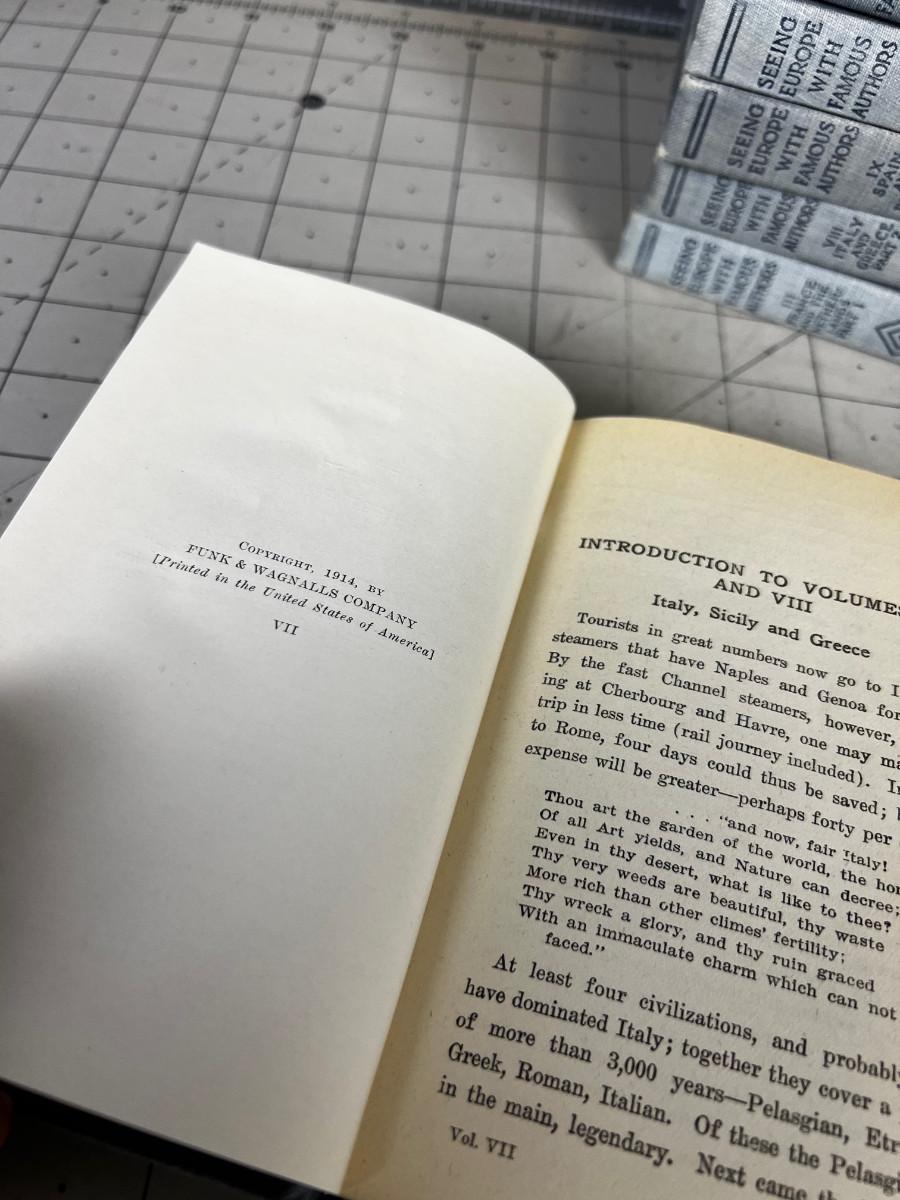 COPYRIGHT, 1914, BY
FUNK & WAGNALLS COMPANY
[Printed in the United States of America]
VII
INTRODUCTION TO VOLUMES
AND VIII
Italy, Sicily and Greece
Tourists in great numbers now go to
steamers that have Naples and Genoa for
By the fast Channel steamers, however,
ing at Cherbourg and Havre, one may
trip in less time (rail journey included).
to Rome, four days could thus be saved;
expense will be greater—perhaps forty per
. . . "and now, fair Italy!
Thou art the garden of the world, the
Of all Art yields, and Nature can decree;
Even in thy desert, what is like to thee?
Thy very weeds are beautiful, thy waste
More rich than other climes' fertility;
Thy wreck a glory, and thy ruin graced
With an immaculate charm which can not
faced."
At least four civilizations, and probably
have dominated Italy; together they cover a
of more than 3,000 years—Pelasgian, Etr
Greek, Roman, Italian. Of these the Pelasgi
in the main, legendary. Next came
Vol. VII
SEEING
EUROPE
WITH
FAMOUS
AUTHORS
SEEING
EUROPE
WITH
FAMOUS
AUTHORS
IX
SPAIN
SEEING
EUROPE
WITH
FAMOUS
AUTHORS
VIII
ITALY
AND
GREECE
PART 2
SEEING
EUROPE
WITH
FAMOUS
AUTHORS